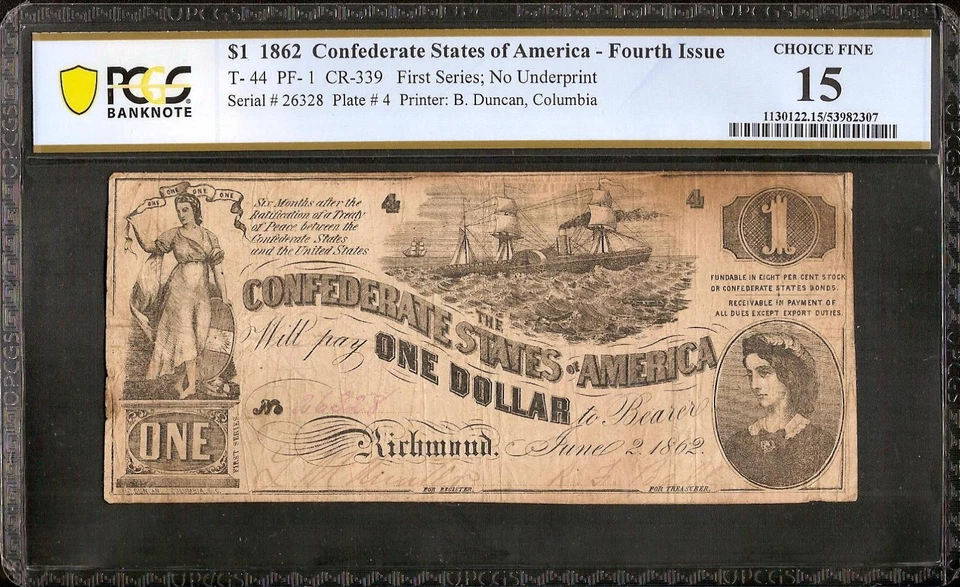 $1 1862 Confederate States of America - Fourth Issue
CHOICE FINE
T- 44 PF- 1 CR-339 First Series; No Underprint
15
Serial # 26328 Plate # 4 Printer: B. Duncan, Columbia
PCGS
BANKNOTE
1130122.15/53982307
ONE ONE ONE ONE
Six Months after the
Ratification of a Treaty
of Peace between the
Confederate States
and the United States
4
4
1
FUNDABLE IN EIGHT PER CENT STOCK
OR CONFEDERATE STATES BONDS.
RECEIVABLE IN PAYMENT OF
ALL DUES EXCEPT EXPORT DUTIES.
THE
CONFEDERATE STATES of AMERICA
Will pay ONE DOLLAR to Bearer
No 26328
Richmond, June 2, 1862.
ONE
FIRST SERIES.
FOR REGISTER.
FOR TREASURER.
PCGS